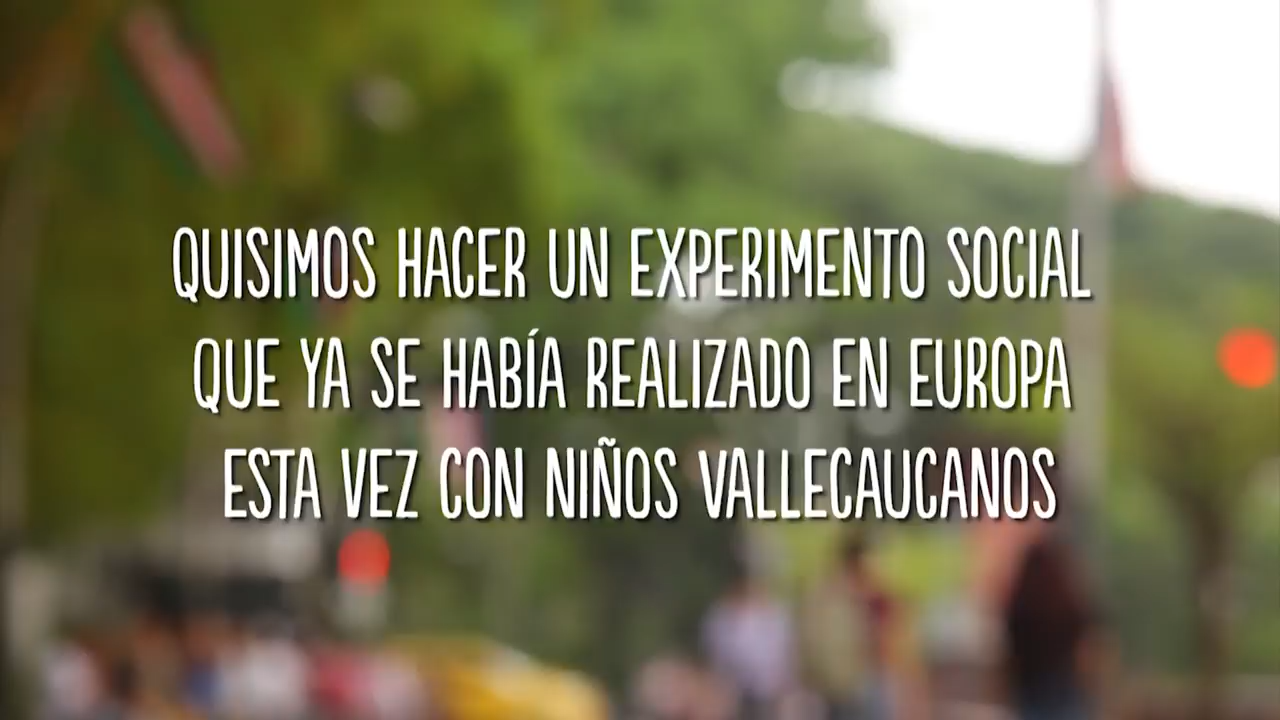 QUISIMOS HACER UN EXPERIMENTO SOCIAL
QUE YA SE HABÍA REALIZADO EN EUROPA
ESTA VEZ CON NIÑOS VALLECAUCANOS